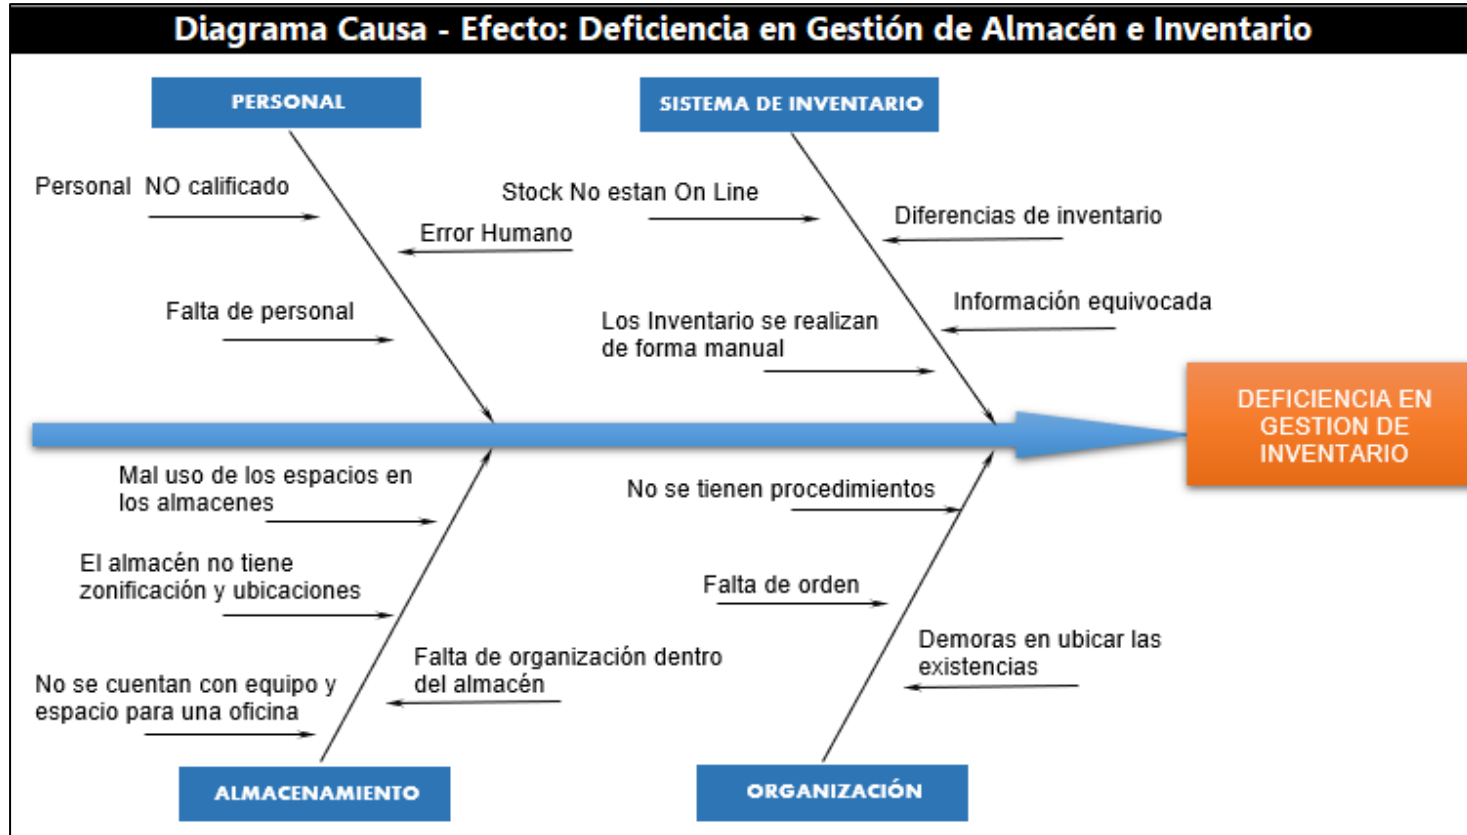 Diagrama Causa - Efecto: Deficiencia en Gestión de Almacén e Inventario
PERSONAL
Personal NO calificado
Error Humano
Falta de personal
SISTEMA DE INVENTARIO
Stock No estan On Line
Diferencias de inventario
Información equivocada
Los Inventario se realizan
de forma manual
DEFICIENCIA EN
GESTION DE
INVENTARIO
Mal uso de los espacios en
los almacenes
El almacén no tiene
zonificación y ubicaciones
Falta de organización dentro
del almacén
No se cuentan con equipo y
espacio para una oficina
ALMACENAMIENTO
No se tienen procedimientos
Falta de orden
Demoras en ubicar las
existencias
ORGANIZACIÓN